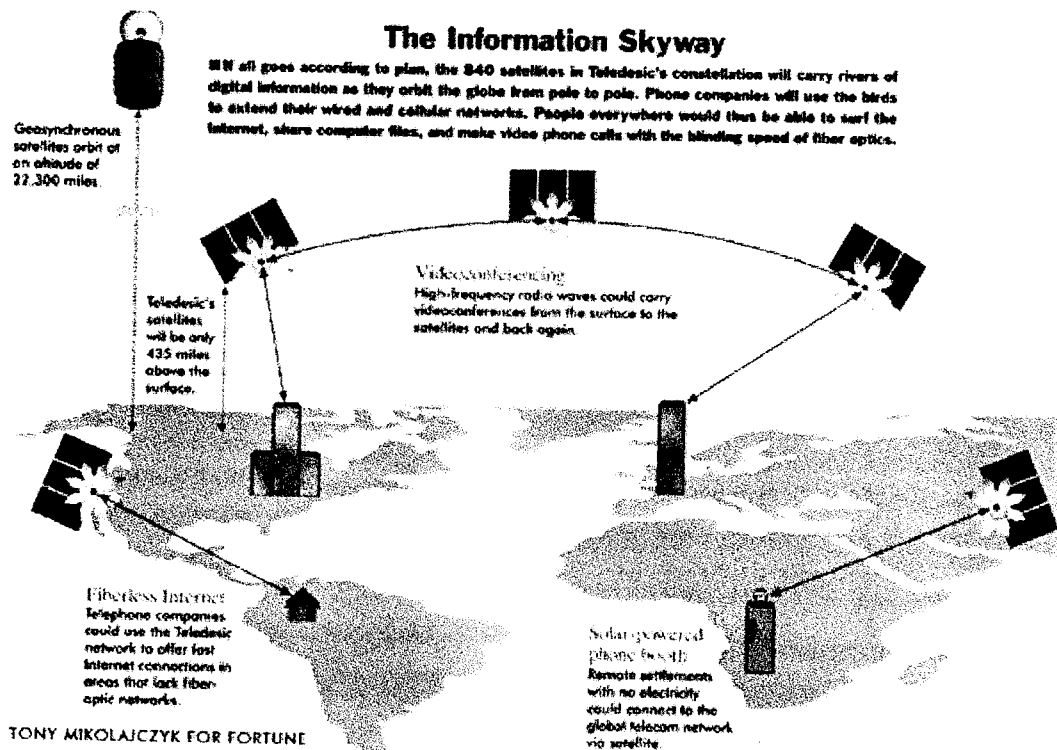 The Information Skyway
If all goes according to plan, the 840 satellites in Teledesic's constellation will carry rivers of
digital information as they orbit the globe from pole to pole. Phone companies will use the birds
to extend their wired and cellular networks. People everywhere would thus be able to surf the
Internet, share computer files, and make video phone calls with the blinding speed of fiber optics.
Geosynchronous
satellites orbit at
an altitude of
22,300 miles.
Teledesic's
satellites
will be only
435 miles
above the
surface.
Videoconferencing
High-frequency radio waves could carry
videoconferences from the surface to the
satellites and back again.
Fiberless Internet
Telephone companies
could use the Teledesic
network to offer fast
Internet connections in
areas that lack fiber-
optic networks.
Solar-powered
phone booth
Remote settlements
with no electricity
could connect to the
global telecom network
via satellite.
TONY MIKOLAJCZYK FOR FORTUNE